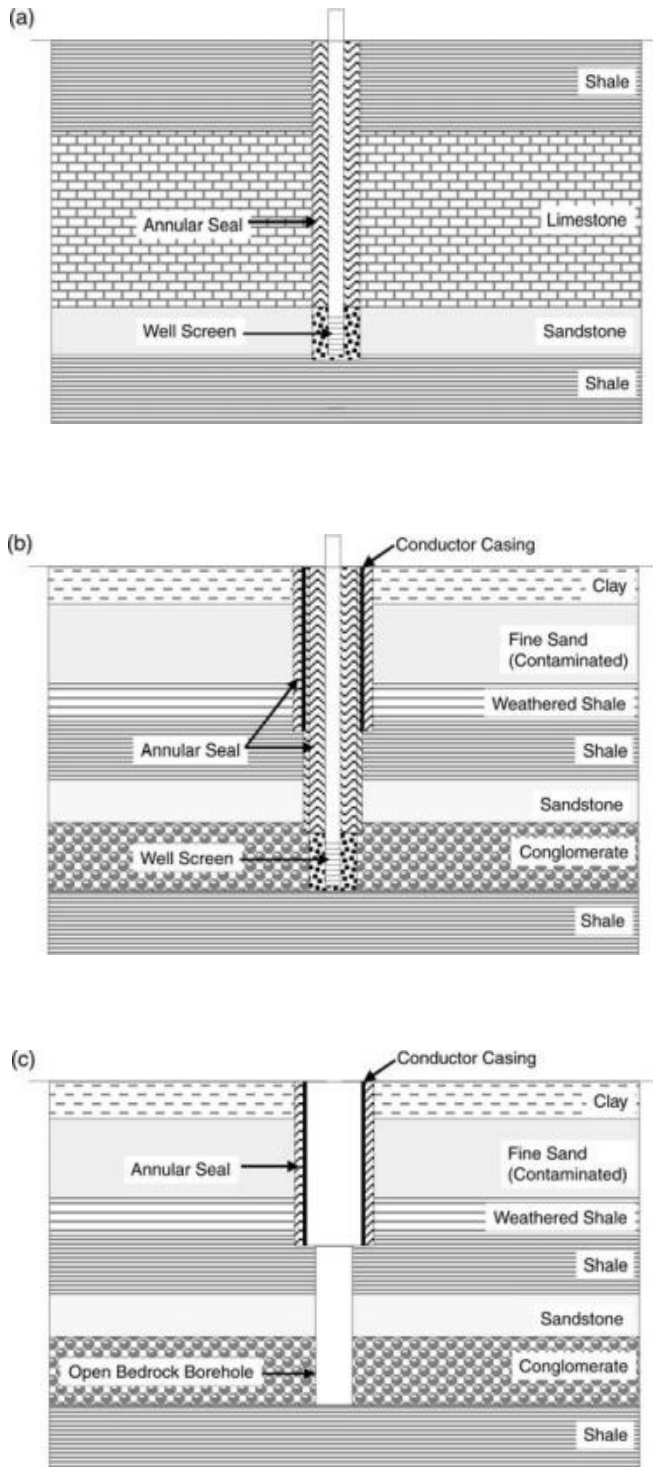 (a)
Shale
Annular Seal
Limestone
Well Screen
Sandstone
Shale
(b)
Conductor Casing
Clay
Fine Sand
(Contaminated)
Weathered Shale
Annular Seal
Shale
Sandstone
Well Screen
Conglomerate
Shale
(c)
Conductor Casing
Clay
Annular Seal
Fine Sand
(Contaminated)
Weathered Shale
Shale
Sandstone
Open Bedrock Borehole
Conglomerate
Shale